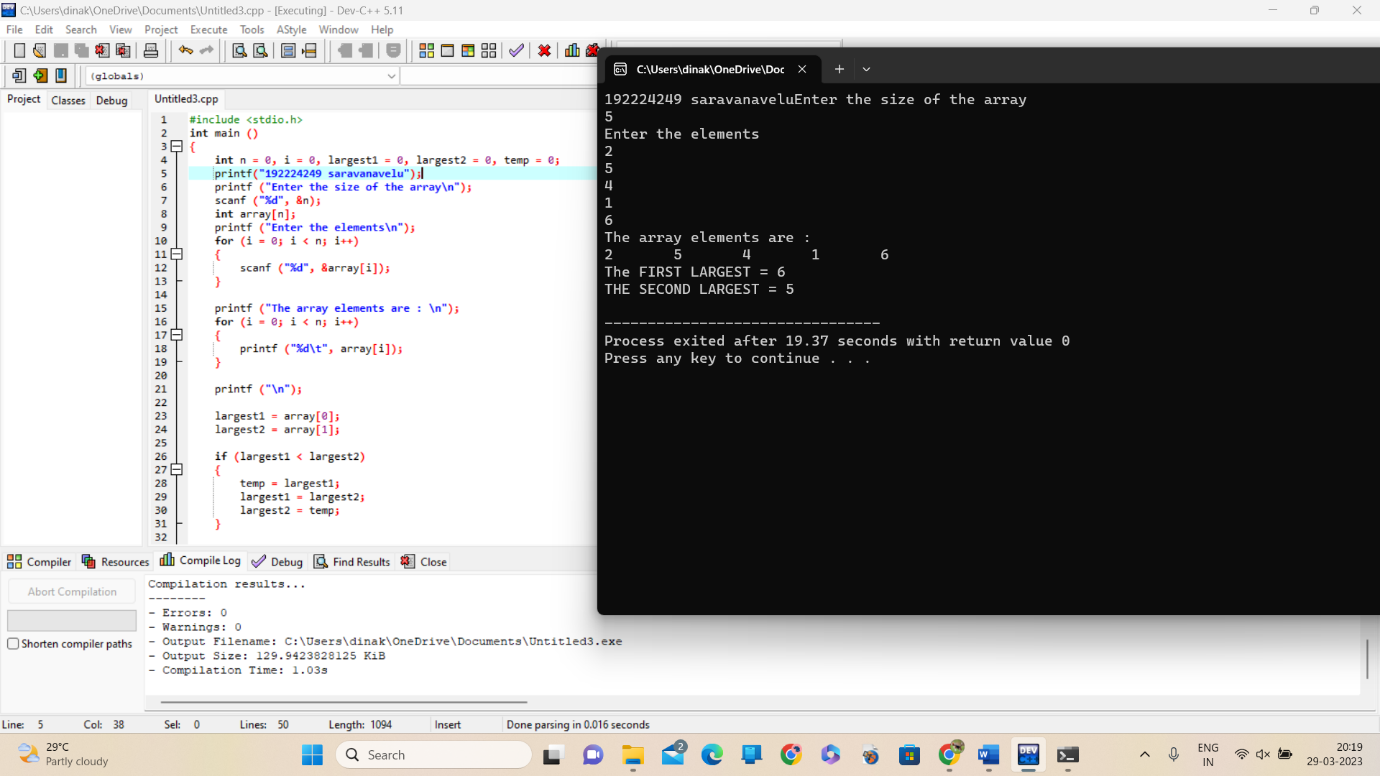 C:\Users\dinak\OneDrive\Documents\Untitled3.cpp - [Executing] - Dev-C++ 5.11
File Edit Search View Project Execute Tools AStyle Window Help
(globals)
Project Classes Debug
Untitled3.cpp
1 #include <stdio.h>
2 int main ()
3 {
4 int n = 0, i = 0, largest1 = 0, largest2 = 0, temp = 0;
5 printf("192224249 saravanavelu");
6 printf ("Enter the size of the array\n");
7 scanf ("%d", &n);
8 int array[n];
9 printf ("Enter the elements\n");
10 for (i = 0; i < n; i++)
11 {
12 scanf ("%d", &array[i]);
13 }
14
15 printf ("The array elements are : \n");
16 for (i = 0; i < n; i++)
17 {
18 printf ("%d\t", array[i]);
19 }
20
21 printf ("\n");
22
23 largest1 = array[0];
24 largest2 = array[1];
25
26 if (largest1 < largest2)
27 {
28 temp = largest1;
29 largest1 = largest2;
30 largest2 = temp;
31 }
32
C:\Users\dinak\OneDrive\Doc
192224249 saravanaveluEnter the size of the array
5
Enter the elements
2
5
4
1
6
The array elements are :
2 5 4 1 6
The FIRST LARGEST = 6
THE SECOND LARGEST = 5
--------------------------------
Process exited after 19.37 seconds with return value 0
Press any key to continue . . .
Compiler Resources Compile Log Debug Find Results Close
Abort Compilation
Shorten compiler paths
Compilation results...
--------
- Errors: 0
- Warnings: 0
- Output Filename: C:\Users\dinak\OneDrive\Documents\Untitled3.exe
- Output Size: 129.9423828125 KiB
- Compilation Time: 1.03s
Line: 5 Col: 38 Sel: 0 Lines: 50 Length: 1094 Insert Done parsing in 0.016 seconds
29°C
Partly cloudy
Search
2
DEV
ENG
IN
20:19
29-03-2023